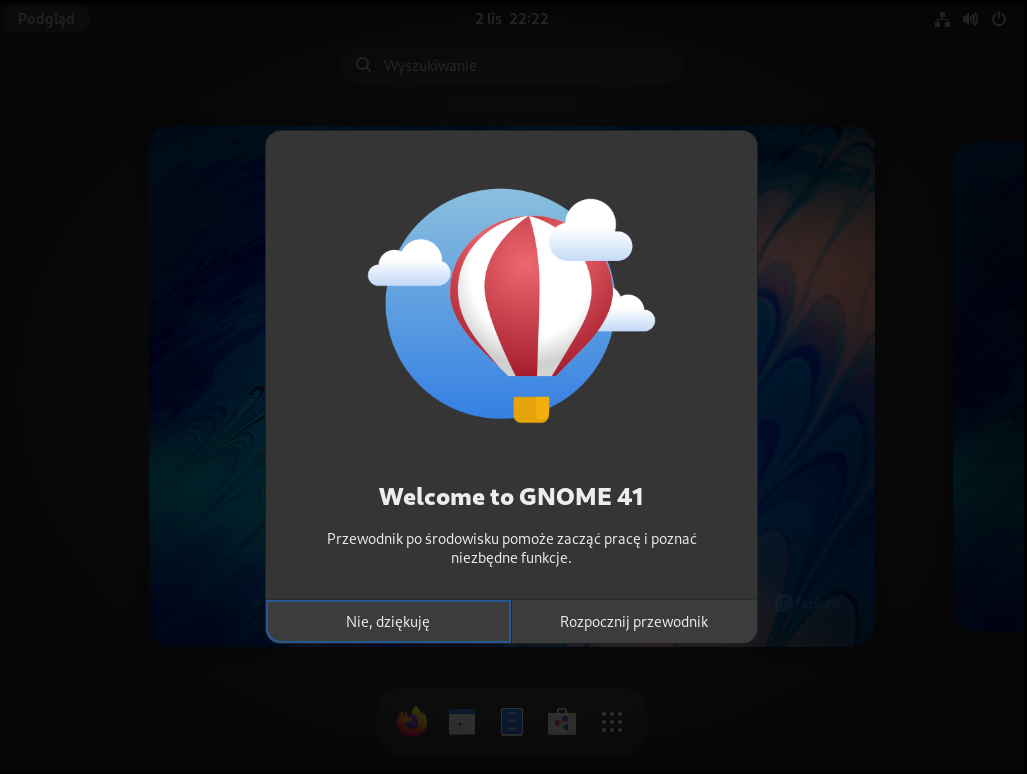 Podgląd
2 lis 22:22
Wyszukiwanie
Welcome to GNOME 41
Przewodnik po środowisku pomoże zacząć pracę i poznać
niezbędne funkcje.
fedora
Nie, dziękuję
Rozpocznij przewodnik